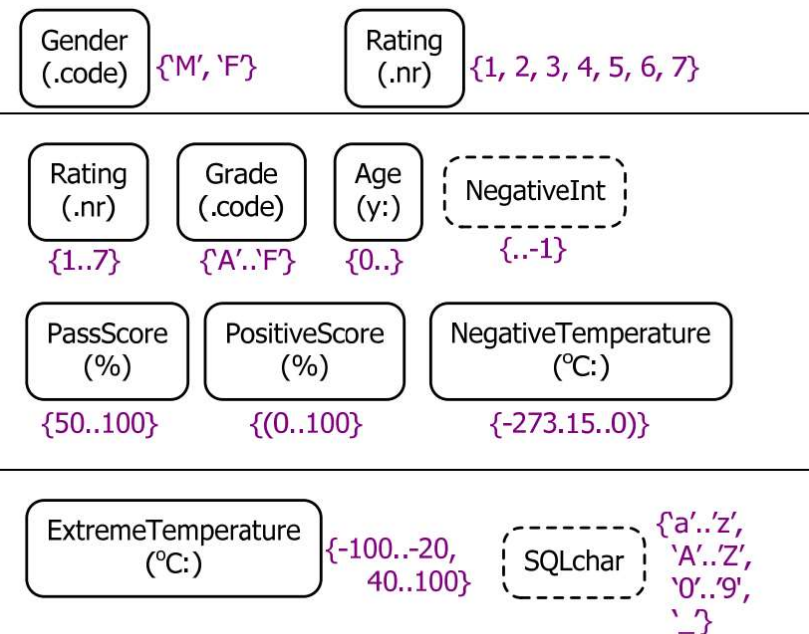 Gender
(.code)
{'M', 'F'}
Rating
(.nr)
{1, 2, 3, 4, 5, 6, 7}
Rating
(.nr)
{1..7}
Grade
(.code)
{'A'..'F'}
Age
(y:)
{0..}
NegativeInt
{..-1}
PassScore
(%)
{50..100}
PositiveScore
(%)
{(0..100}
NegativeTemperature
(°C:)
{-273.15..0)}
ExtremeTemperature
(°C:)
{-100..-20,
40..100}
SQLchar
{'a'..'z',
'A'..'Z',
'0'..'9',
'_'}